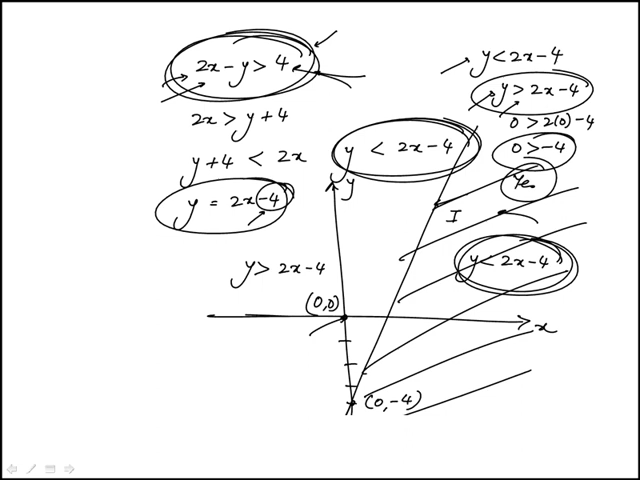 2x-y>4
2x>y+4
y+4 < 2x
y = 2x-4
y<2x-4
y>2x-4
0>2(0)-4
0>-4
Yes
y < 2x-4
y
I
y<2x-4
y>2x-4
(0,0)
x
(0,-4)